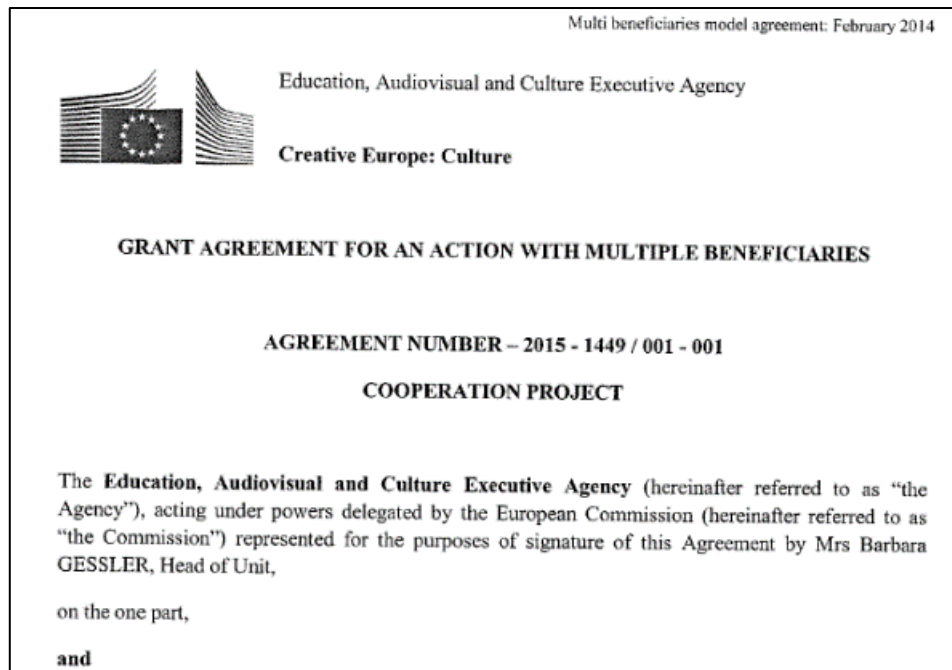 Multi beneficiaries model agreement: February 2014
Education, Audiovisual and Culture Executive Agency
Creative Europe: Culture
GRANT AGREEMENT FOR AN ACTION WITH MULTIPLE BENEFICIARIES
AGREEMENT NUMBER – 2015 - 1449 / 001 - 001
COOPERATION PROJECT
The Education, Audiovisual and Culture Executive Agency (hereinafter referred to as “the
Agency”), acting under powers delegated by the European Commission (hereinafter referred to as
“the Commission”) represented for the purposes of signature of this Agreement by Mrs Barbara
GESSLER, Head of Unit,
on the one part,
and